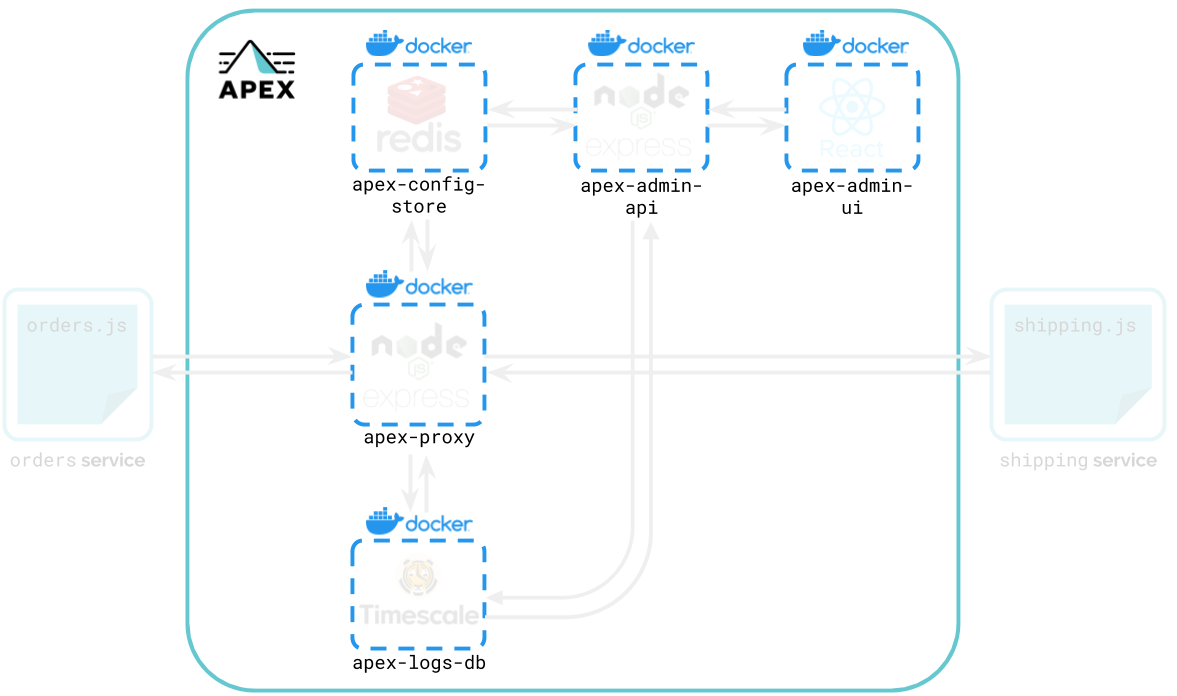 APEX
docker
docker
docker
redis
node
JS
express
React
apex-config-
store
apex-admin-
api
apex-admin-
ui
docker
orders.js
shipping.js
node
JS
express
apex-proxy
orders service
shipping service
docker
Timescale
apex-logs-db